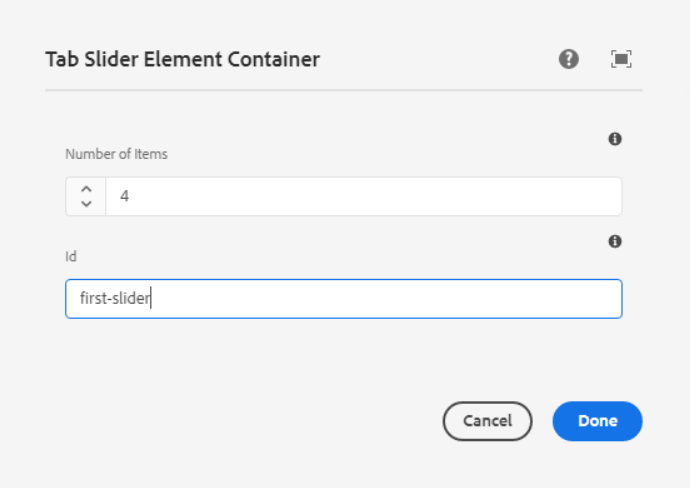 Tab Slider Element Container
Number of Items
4
Id
first-slider
Cancel
Done